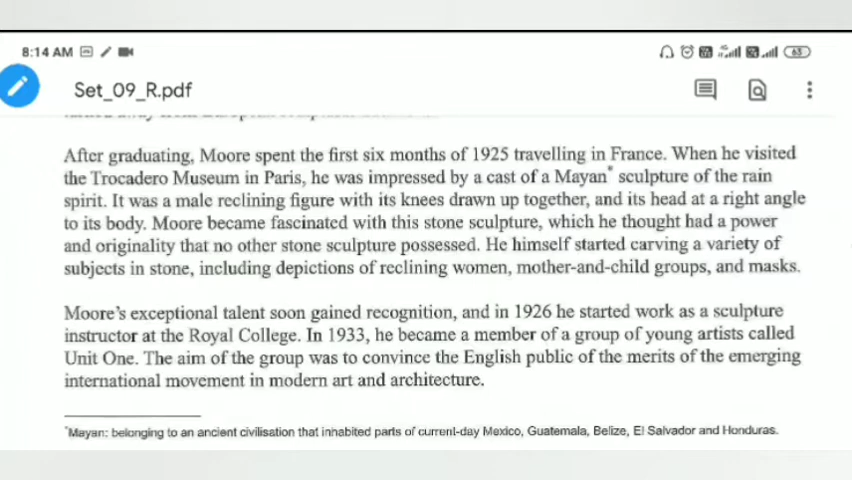 8:14 AM
63
Set_09_R.pdf
After graduating, Moore spent the first six months of 1925 travelling in France. When he visited
the Trocadero Museum in Paris, he was impressed by a cast of a Mayan* sculpture of the rain
spirit. It was a male reclining figure with its knees drawn up together, and its head at a right angle
to its body. Moore became fascinated with this stone sculpture, which he thought had a power
and originality that no other stone sculpture possessed. He himself started carving a variety of
subjects in stone, including depictions of reclining women, mother-and-child groups, and masks.
Moore's exceptional talent soon gained recognition, and in 1926 he started work as a sculpture
instructor at the Royal College. In 1933, he became a member of a group of young artists called
Unit One. The aim of the group was to convince the English public of the merits of the emerging
international movement in modern art and architecture.
*Mayan: belonging to an ancient civilisation that inhabited parts of current-day Mexico, Guatemala, Belize, El Salvador and Honduras.